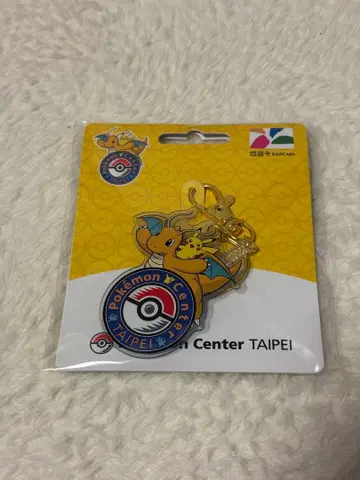 悠遊卡 EASYCARD
Pokémon Center
TAIPEI
n Center TAIPEI